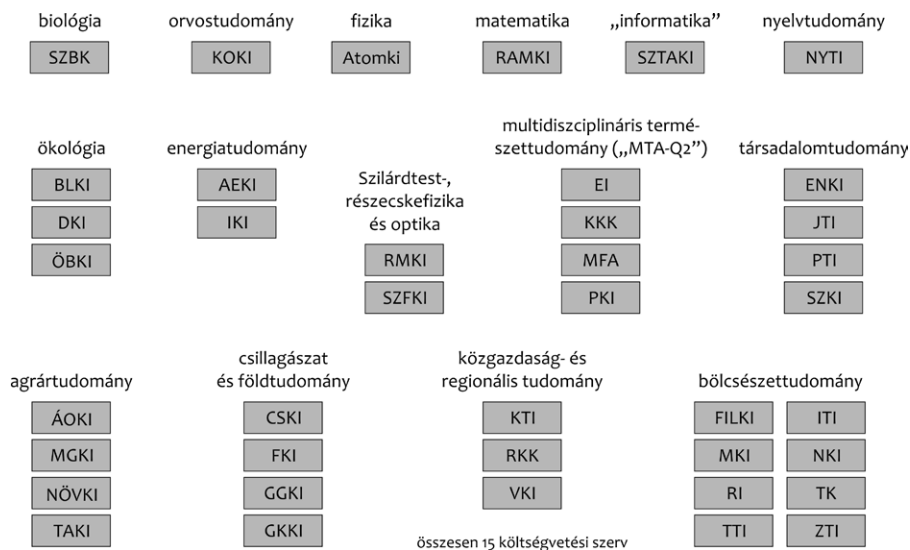 biológia
orvostudomány
fizika
matematika
„informatika”
nyelvtudomány
SZBK
KOKI
Atomki
RAMKI
SZTAKI
NYTI
ökológia
BLKI
DKI
ÖBKI
energiatudomány
AEKI
IKI
Szilárdtest-,
részecskefizika
és optika
RMKI
SZFKI
multidiszciplináris termé-
szettudomány („MTA-Q2”)
EI
KKK
MFA
PKI
társadalomtudomány
ENKI
JTI
PTI
SZKI
agrártudomány
ÁOKI
MGKI
NÖVKI
TAKI
csillagászat
és földtudomány
CSKI
FKI
GGKI
GKKI
közgazdaság- és
regionális tudomány
KTI
RKK
VKI
bölcsészettudomány
FILKI ITI
MKI NKI
RI TK
TTI ZTI
összesen 15 költségvetési szerv